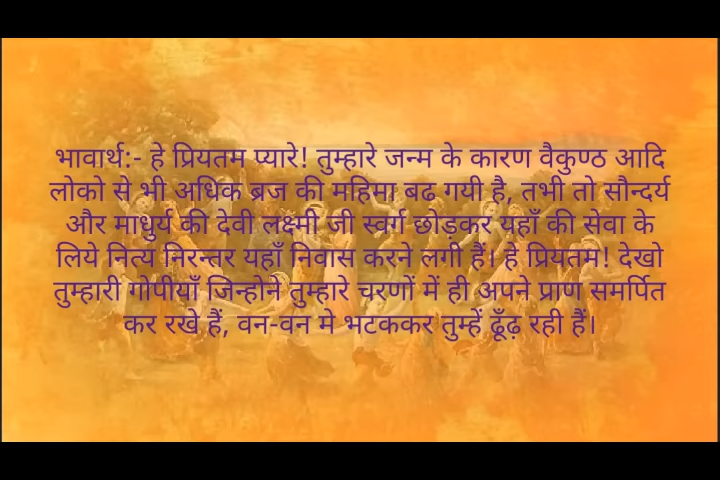 भावार्थ:- हे प्रियतम प्यारे! तुम्हारे जन्म के कारण वैकुण्ठ आदि
लोको से भी अधिक ब्रज की महिमा बढ गयी है, तभी तो सौन्दर्य
और माधुर्य की देवी लक्ष्मी जी स्वर्ग छोड़कर यहाँ की सेवा के
लिये नित्य निरन्तर यहाँ निवास करने लगी हैं। हे प्रियतम! देखो
तुम्हारी गोपीयाँ जिन्होने तुम्हारे चरणों में ही अपने प्राण समर्पित
कर रखे हैं, वन-वन मे भटककर तुम्हें ढूँढ़ रही हैं।